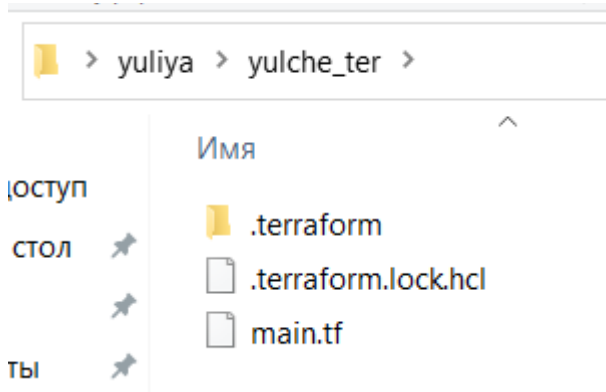 > yuliya > yulche_ter >
Имя
доступ
.terraform
стол
.terraform.lock.hcl
main.tf
ты